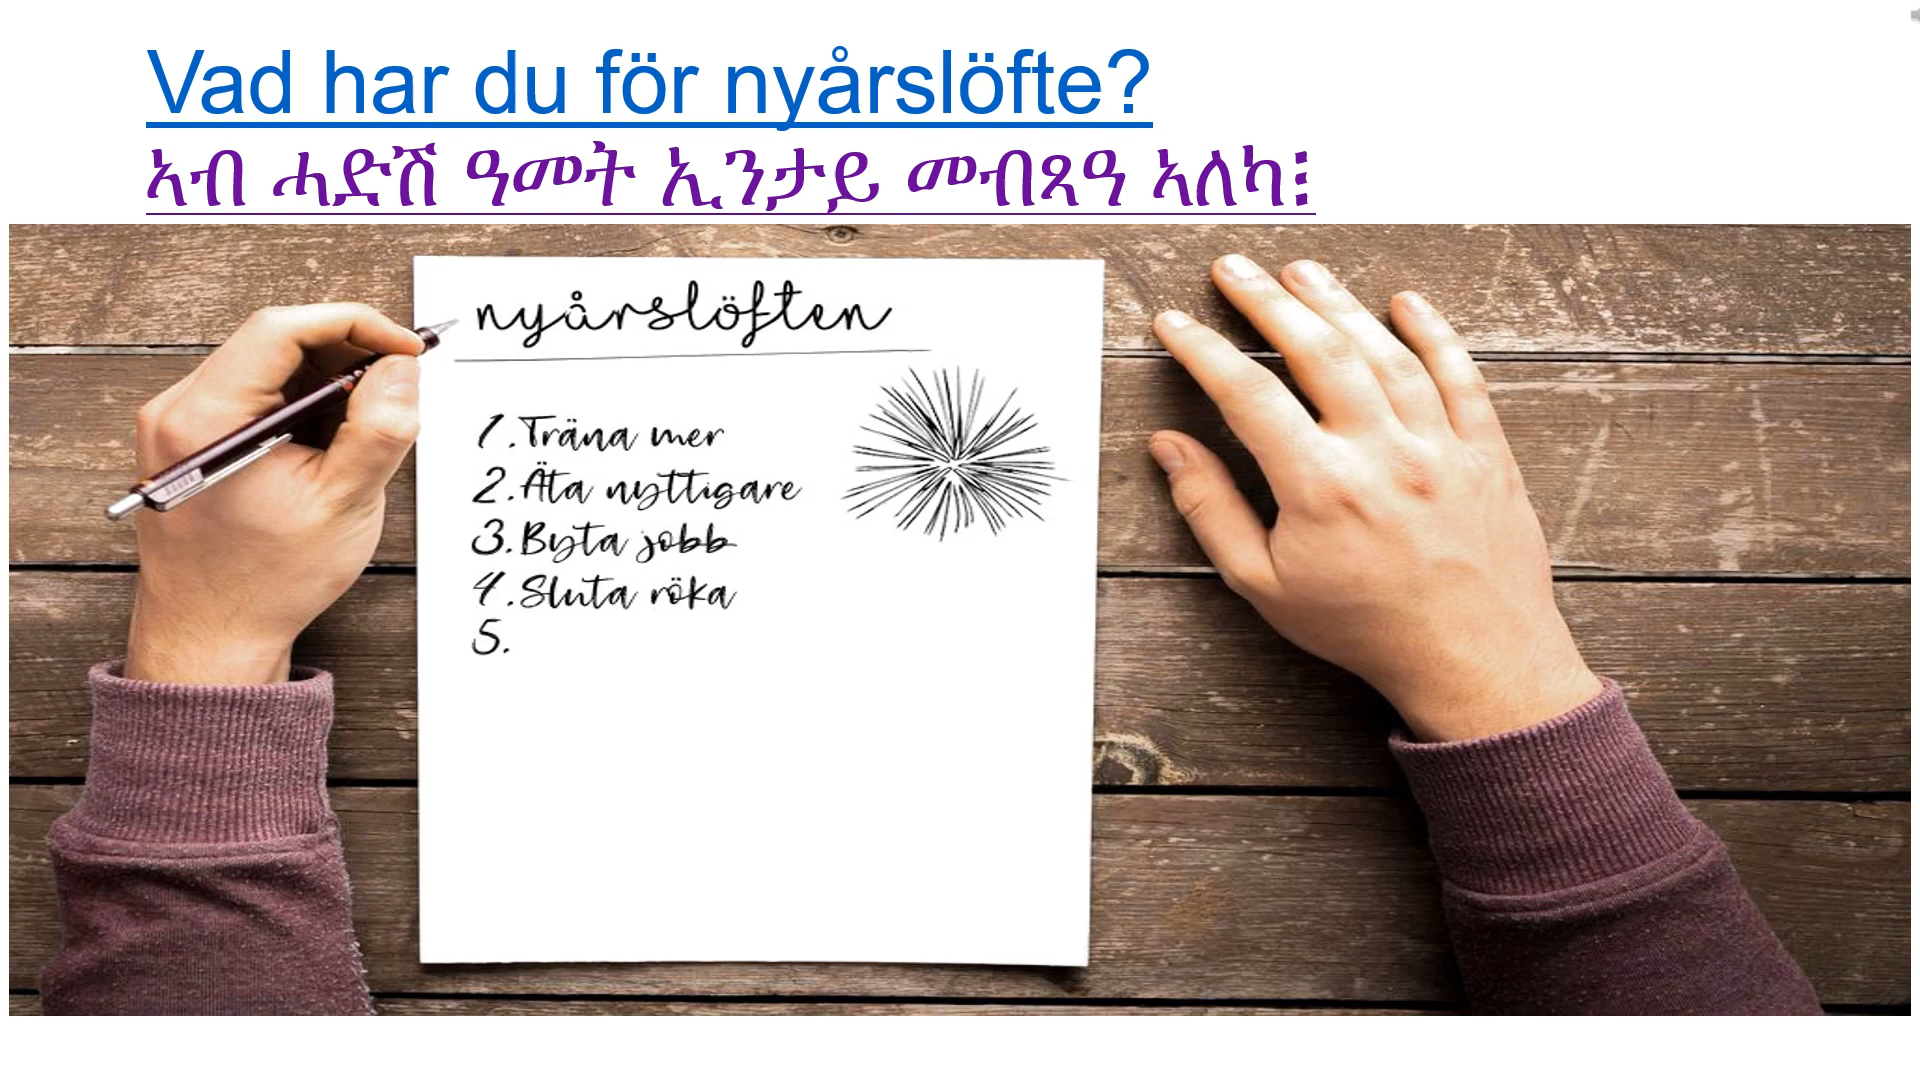 Vad har du för nyårslöfte?
ኣብ ሓድሽ ዓመት ኢንታይ መብጻዓ ኣለካ፧
nyårslöften
1. Träna mer
2. Äta nyttigare
3. Byta jobb
4. Sluta röka
5.